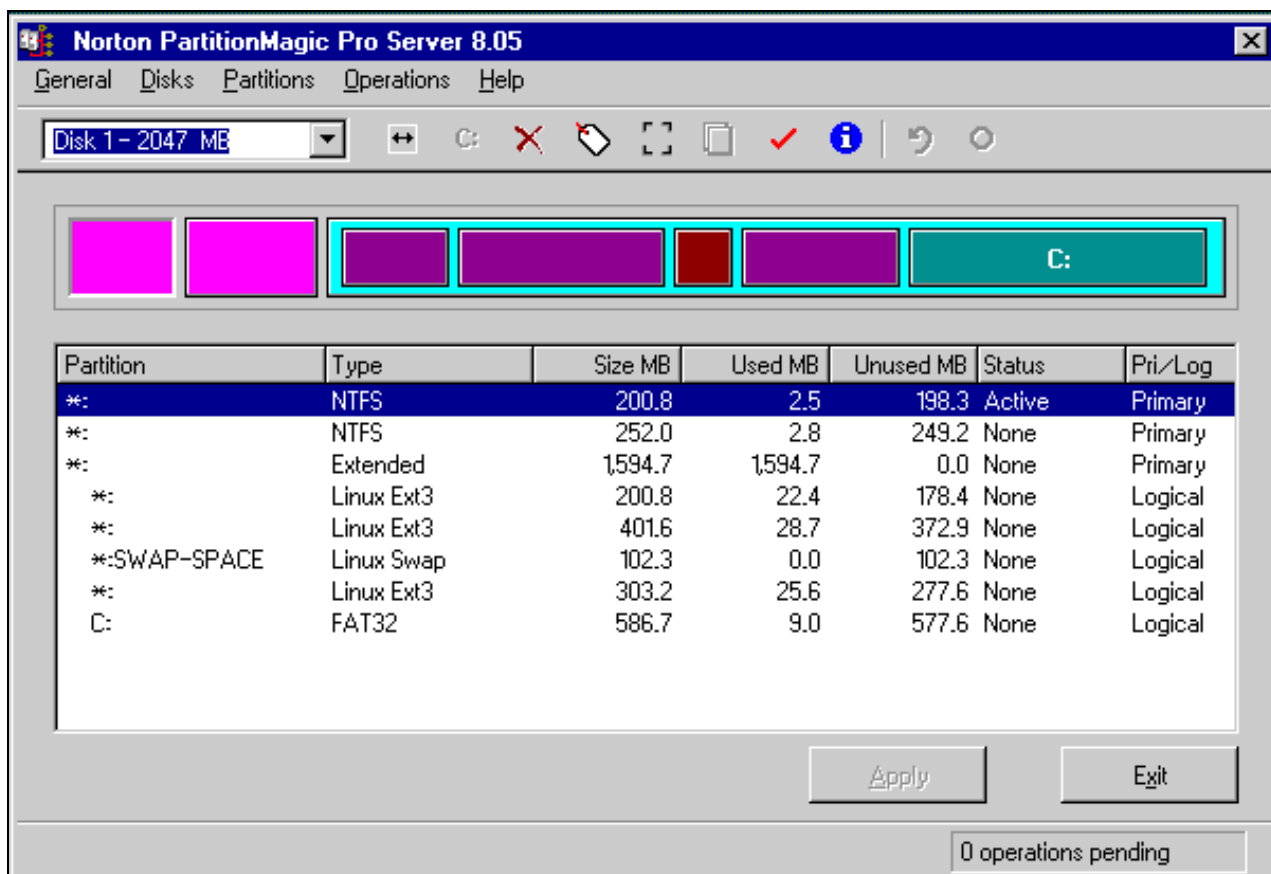 Norton PartitionMagic Pro Server 8.05
General Disks Partitions Operations Help
Disk 1 - 2047 MB C:
C:
Partition Type Size MB Used MB Unused MB Status Pri/Log
*: NTFS 200.8 2.5 198.3 Active Primary
*: NTFS 252.0 2.8 249.2 None Primary
*: Extended 1,594.7 1,594.7 0.0 None Primary
*: Linux Ext3 200.8 22.4 178.4 None Logical
*: Linux Ext3 401.6 28.7 372.9 None Logical
*:SWAP-SPACE Linux Swap 102.3 0.0 102.3 None Logical
*: Linux Ext3 303.2 25.6 277.6 None Logical
C: FAT32 586.7 9.0 577.6 None Logical
Apply Exit
0 operations pending